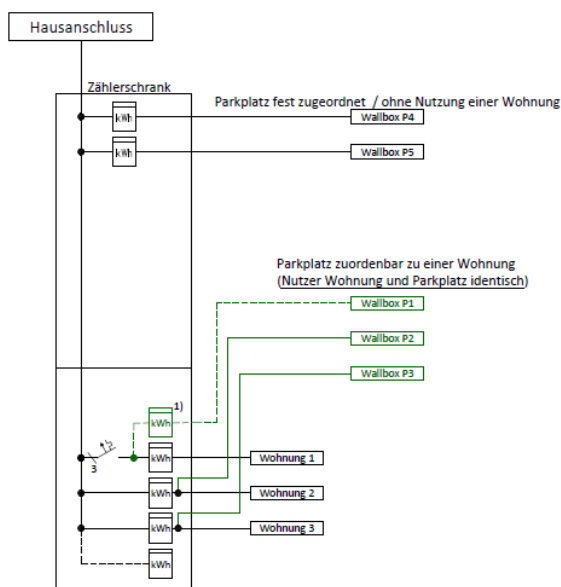 Hausanschluss
Zählerschrank
Parkplatz fest zugeordnet / ohne Nutzung einer Wohnung
kWh
Wallbox P4
kWh
Wallbox P5
Parkplatz zuordenbar zu einer Wohnung
(Nutzer Wohnung und Parkplatz identisch)
Wallbox P1
Wallbox P2
Wallbox P3
1)
kWh
3
kWh
Wohnung 1
kWh
Wohnung 2
kWh
Wohnung 3
kWh